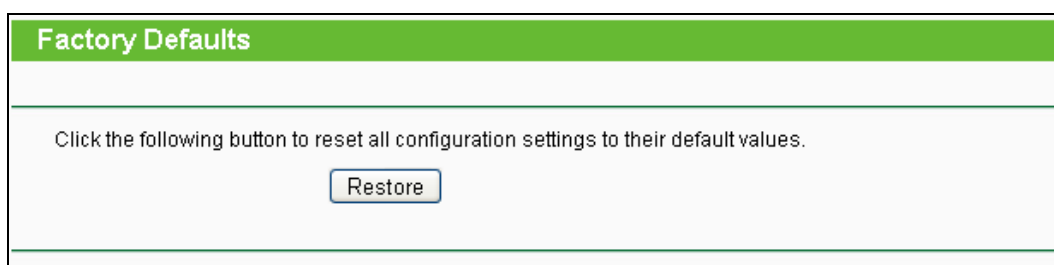 Factory Defaults
Click the following button to reset all configuration settings to their default values.
Restore